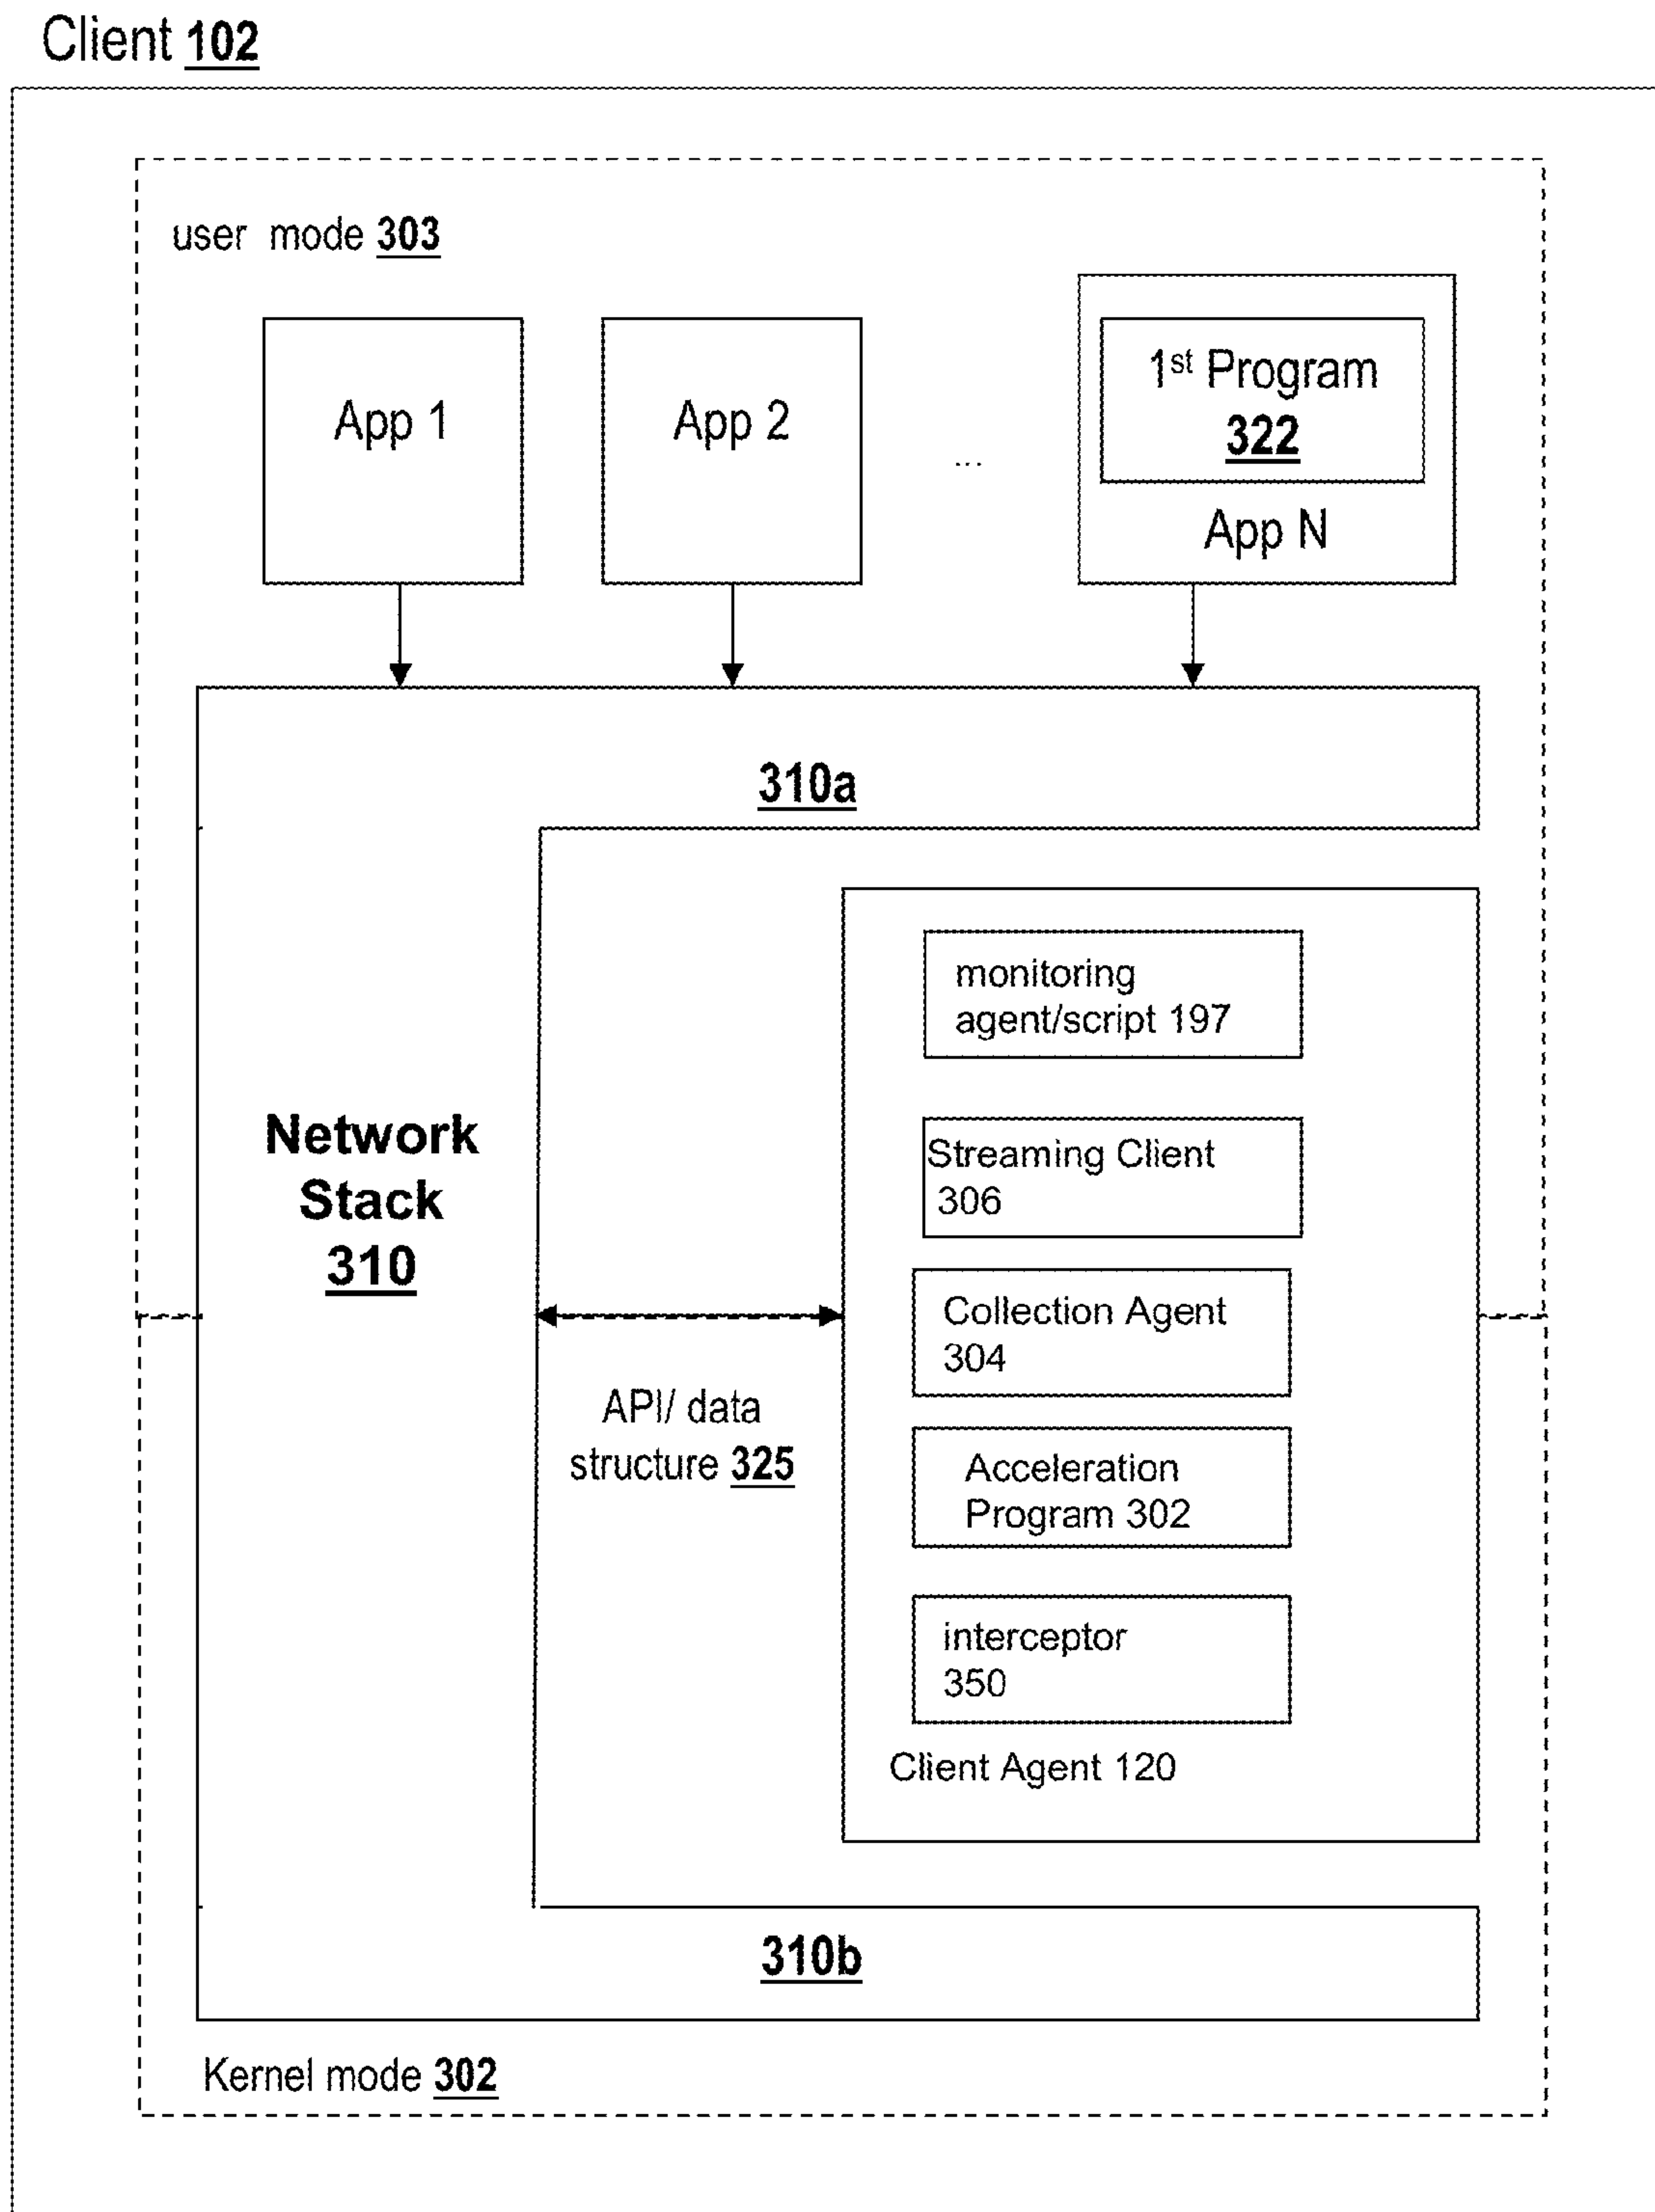 Client 102
user mode 303
App 1
App 2
...
1st Program
322
App N
310a
Network
Stack
310
monitoring
agent/script 197
Streaming Client
306
Collection Agent
304
API/ data
structure 325
Acceleration
Program 302
interceptor
350
Client Agent 120
310b
Kernel mode 302